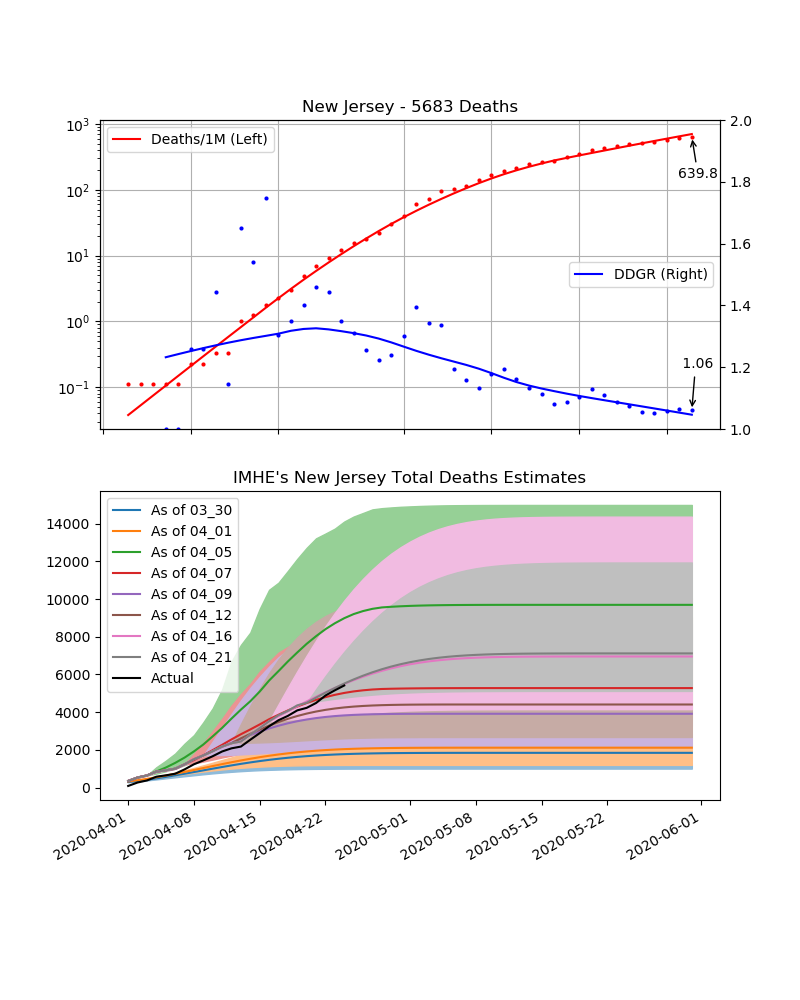 New Jersey - 5683 Deaths
10³
10²
10¹
10⁰
10⁻¹
Deaths/1M (Left)
2.0
1.8
1.6
1.4
1.2
1.0
639.8
DDGR (Right)
1.06
IMHE's New Jersey Total Deaths Estimates
14000
12000
10000
8000
6000
4000
2000
0
As of 03_30
As of 04_01
As of 04_05
As of 04_07
As of 04_09
As of 04_12
As of 04_16
As of 04_21
Actual
2020-04-01
2020-04-08
2020-04-15
2020-04-22
2020-05-01
2020-05-08
2020-05-15
2020-05-22
2020-06-01